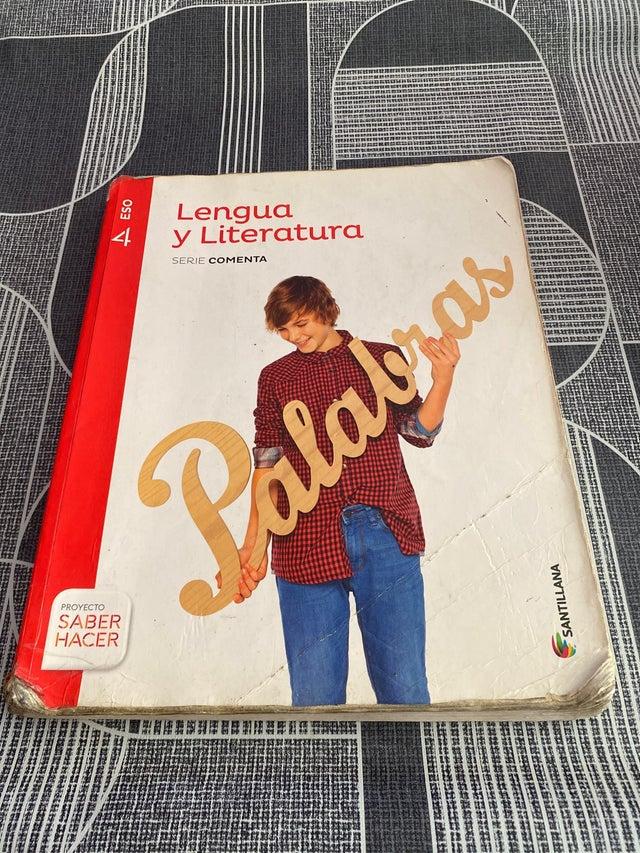 4 ESO
Lengua
y Literatura
SERIE COMENTA
Palabras
PROYECTO
SABER
HACER
SANTILLANA